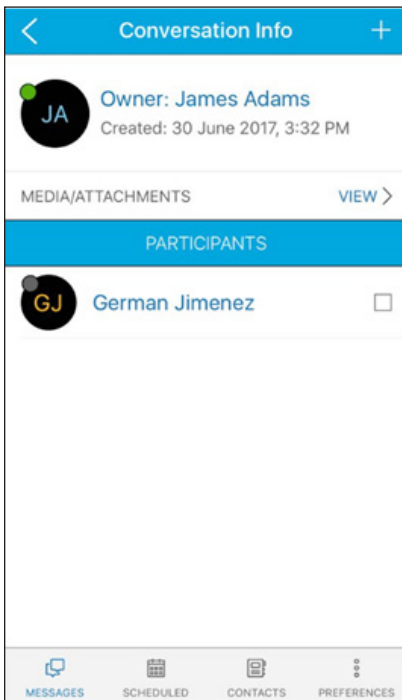 Conversation Info
JA
Owner: James Adams
Created: 30 June 2017, 3:32 PM
MEDIA/ATTACHMENTS VIEW
PARTICIPANTS
GJ German Jimenez
MESSAGES SCHEDULED CONTACTS PREFERENCES